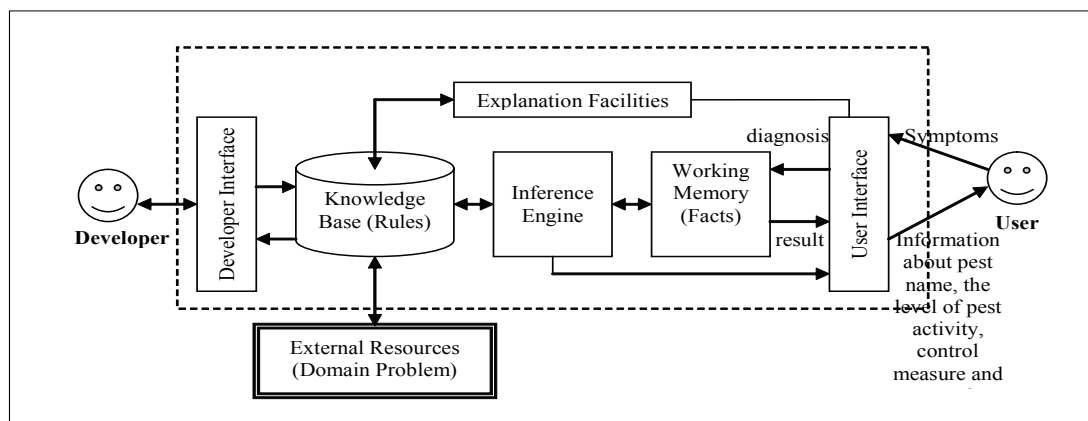 Explanation Facilities
diagnosis
Symptoms
Developer Interface
Knowledge
Base (Rules)
Inference
Engine
Working
Memory
(Facts)
User Interface
Developer
User
result
Information
about pest
name, the
level of pest
activity,
control
measure and
External Resources
(Domain Problem)